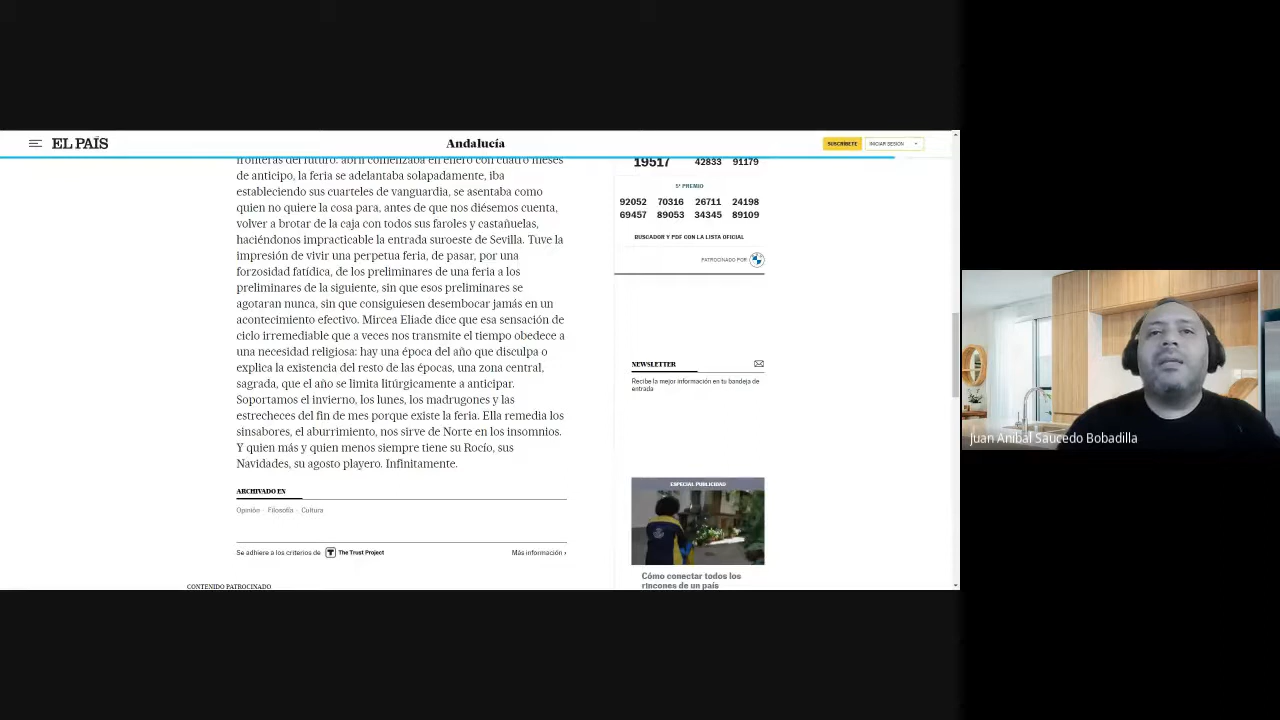 EL PAÍS
Andalucía
SUSCRÍBETE
INICIAR SESIÓN
fronteras del futuro: abril comenzaba en enero con cuatro meses
de anticipo, la feria se adelantaba solapadamente, iba
estableciendo sus cuarteles de vanguardia, se asentaba como
quien no quiere la cosa para, antes de que nos diésemos cuenta,
volver a brotar de la caja con todos sus faroles y castañuelas,
haciéndonos impracticable la entrada suroeste de Sevilla. Tuve la
impresión de vivir una perpetua feria, de pasar, por una
forzosidad fatídica, de los preliminares de una feria a los
preliminares de la siguiente, sin que esos preliminares se
agotaran nunca, sin que consiguiesen desembocar jamás en un
acontecimiento efectivo. Mircea Eliade dice que esa sensación de
ciclo irremediable que a veces nos transmite el tiempo obedece a
una necesidad religiosa: hay una época del año que disculpa o
explica la existencia del resto de las épocas, una zona central,
sagrada, que el año se limita litúrgicamente a anticipar.
Soportamos el invierno, los lunes, los madrugones y las
estrecheces del fin de mes porque existe la feria. Ella remedia los
sinsabores, el aburrimiento, nos sirve de Norte en los insomnios.
Y quien más y quien menos siempre tiene su Rocío, sus
Navidades, su agosto playero. Infinitamente.
ARCHIVADO EN
Opinión · Filosofía · Cultura
Se adhiere a los criterios de The Trust Project
Más información ›
CONTENIDO PATROCINADO
19517 42833 91179
5º PREMIO
92052 70316 26711 24198
69457 89053 34345 89109
BUSCADOR Y PDF CON LA LISTA OFICIAL
PATROCINADO POR
NEWSLETTER
Recibe la mejor información en tu bandeja de
entrada
ESPECIAL PUBLICIDAD
Cómo conectar todos los
rincones de un país
Juan Anibal Saucedo Bobadilla